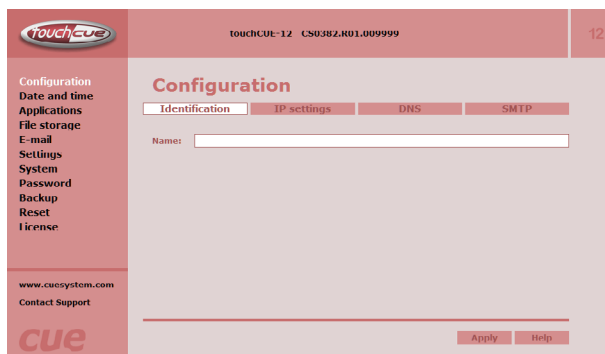 touchcue
touchCUE-12 CS0382.R01.009999
12
Configuration
Date and time
Applications
File storage
E-mail
Settings
System
Password
Backup
Reset
License
www.cuesystem.com
Contact Support
cue
Configuration
Identification IP settings DNS SMTP
Name:
Apply Help